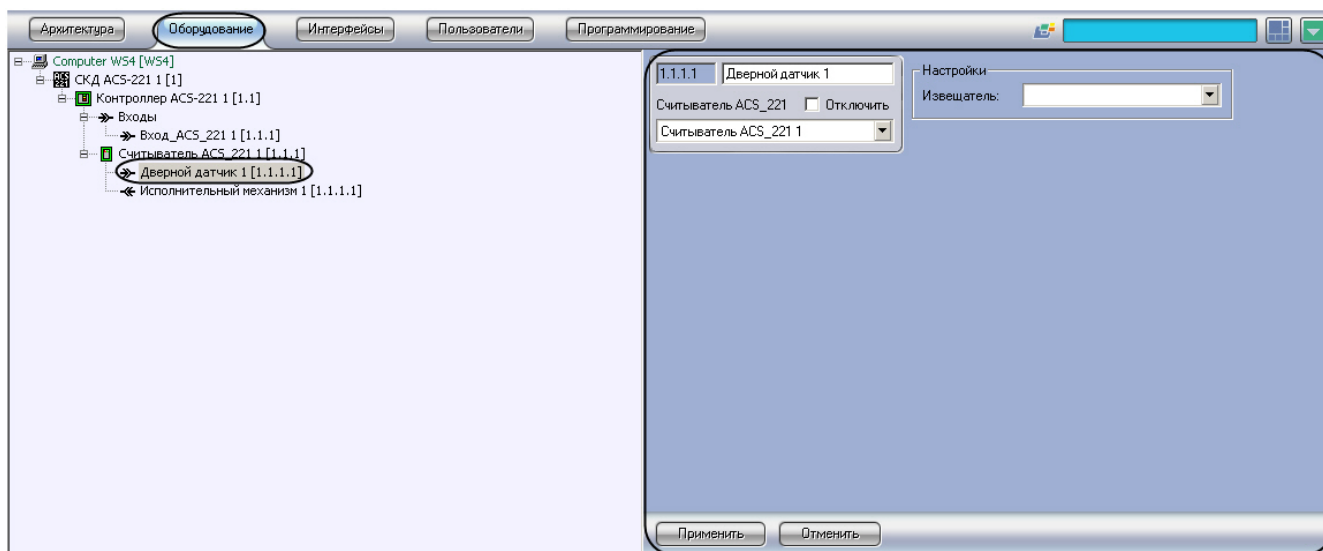 Архитектура Оборудование Интерфейсы Пользователи Программирование
Computer WS4 [WS4]
СКД ACS-221 1 [1]
Контроллер ACS-221 1 [1.1]
Входы
Вход_ACS_221 1 [1.1.1]
Считыватель ACS_221 1 [1.1.1]
Дверной датчик 1 [1.1.1.1]
Исполнительный механизм 1 [1.1.1.1]
1.1.1.1 Дверной датчик 1
Считыватель ACS_221 Отключить
Считыватель ACS_221 1
Настройки
Извещатель:
Применить Отменить